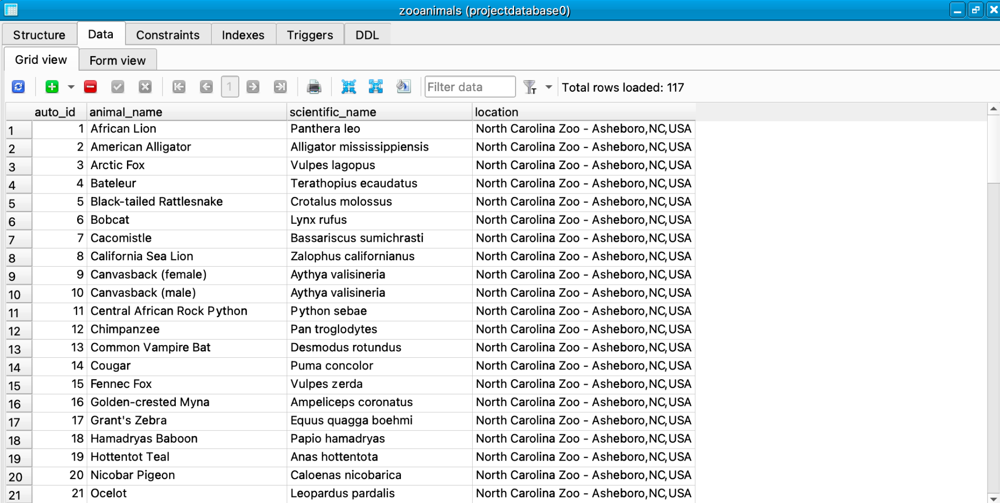 zooanimals (projectdatabase0)
Structure Data Constraints Indexes Triggers DDL
Grid view Form view
1 Filter data T Total rows loaded: 117
auto_id animal_name scientific_name location
1 1 African Lion Panthera leo North Carolina Zoo - Asheboro,NC,USA
2 2 American Alligator Alligator mississippiensis North Carolina Zoo - Asheboro,NC,USA
3 3 Arctic Fox Vulpes lagopus North Carolina Zoo - Asheboro,NC,USA
4 4 Bateleur Terathopius ecaudatus North Carolina Zoo - Asheboro,NC,USA
5 5 Black-tailed Rattlesnake Crotalus molossus North Carolina Zoo - Asheboro,NC,USA
6 6 Bobcat Lynx rufus North Carolina Zoo - Asheboro,NC,USA
7 7 Cacomistle Bassariscus sumichrasti North Carolina Zoo - Asheboro,NC,USA
8 8 California Sea Lion Zalophus californianus North Carolina Zoo - Asheboro,NC,USA
9 9 Canvasback (female) Aythya valisineria North Carolina Zoo - Asheboro,NC,USA
10 10 Canvasback (male) Aythya valisineria North Carolina Zoo - Asheboro,NC,USA
11 11 Central African Rock Python Python sebae North Carolina Zoo - Asheboro,NC,USA
12 12 Chimpanzee Pan troglodytes North Carolina Zoo - Asheboro,NC,USA
13 13 Common Vampire Bat Desmodus rotundus North Carolina Zoo - Asheboro,NC,USA
14 14 Cougar Puma concolor North Carolina Zoo - Asheboro,NC,USA
15 15 Fennec Fox Vulpes zerda North Carolina Zoo - Asheboro,NC,USA
16 16 Golden-crested Myna Ampeliceps coronatus North Carolina Zoo - Asheboro,NC,USA
17 17 Grant's Zebra Equus quagga boehmi North Carolina Zoo - Asheboro,NC,USA
18 18 Hamadryas Baboon Papio hamadryas North Carolina Zoo - Asheboro,NC,USA
19 19 Hottentot Teal Anas hottentota North Carolina Zoo - Asheboro,NC,USA
20 20 Nicobar Pigeon Caloenas nicobarica North Carolina Zoo - Asheboro,NC,USA
21 21 Ocelot Leopardus pardalis North Carolina Zoo - Asheboro,NC,USA